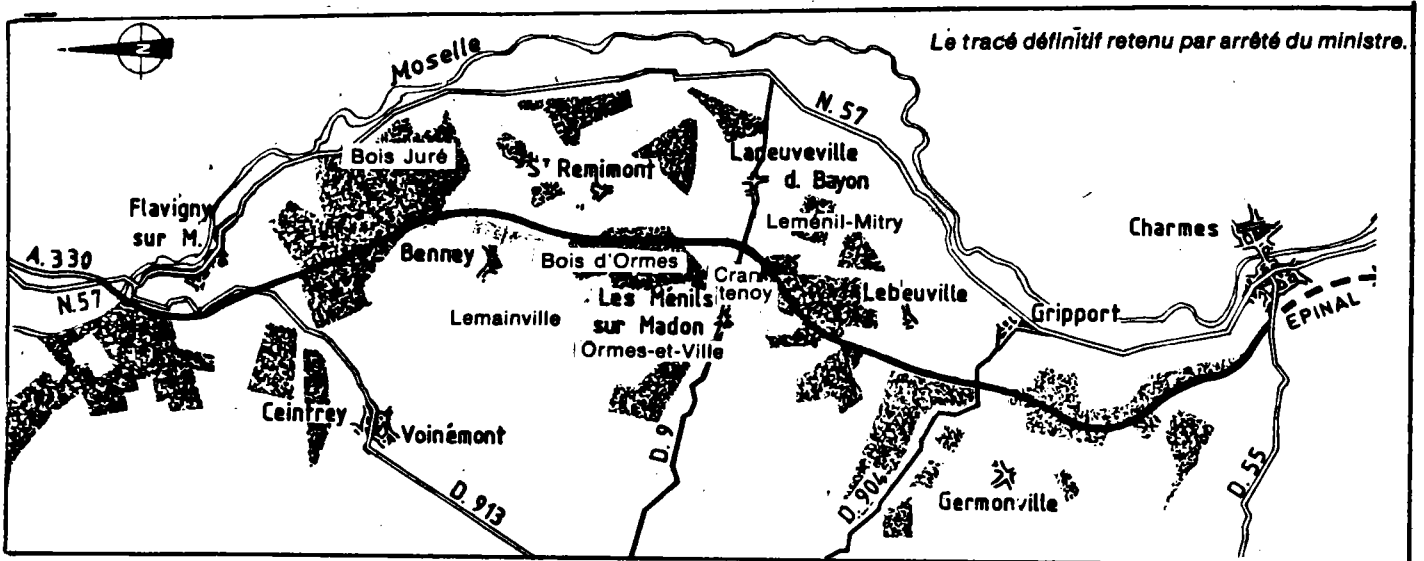 Le tracé définitif retenu par arrêté du ministre.
N
Moselle
N. 57
Bois Juré
St Remimont
Laneuveville
d. Bayon
Flavigny
sur M.
Leménil-Mitry
Charmes
A. 330
N.57
Benney
Bois d'Ormes
Cran
tenoy
Les Ménils
sur Madon
Lebeuville
Gripport
EPINAL
Lemainville
Ormes-et-Ville
Ceintrey
Voinémont
D. 9
D. 913
D. 904
Germonville
D. 55